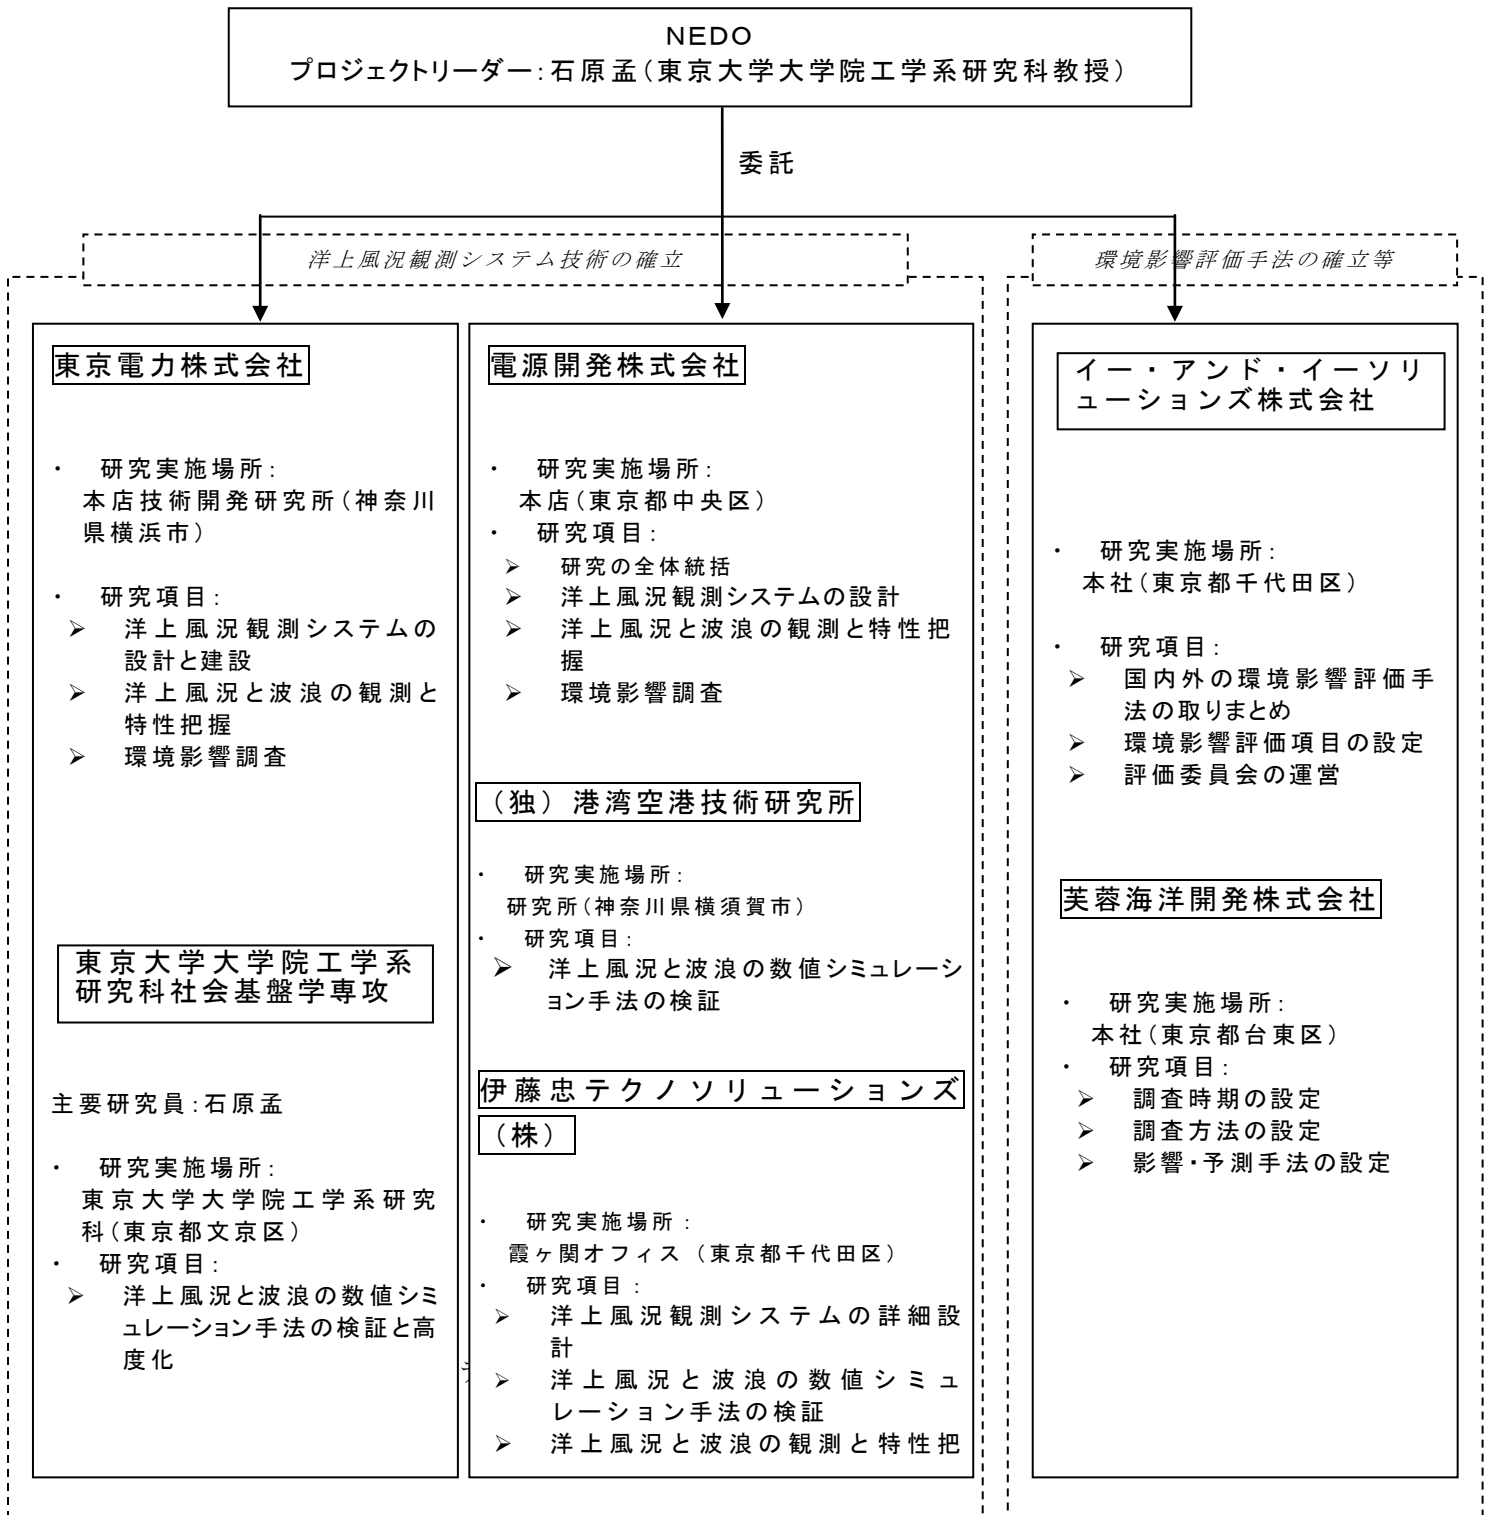 NEDO
プロジェクトリーダー:石原孟(東京大学大学院工学系研究科教授)
委託
洋上風況観測システム技術の確立
環境影響評価手法の確立等
東京電力株式会社
・ 研究実施場所:
本店技術開発研究所(神奈川
県横浜市)
・ 研究項目:
➢ 洋上風況観測システムの
設計と建設
➢ 洋上風況と波浪の観測と
特性把握
➢ 環境影響調査
東京大学大学院工学系
研究科社会基盤学専攻
主要研究員:石原孟
・ 研究実施場所:
東京大学大学院工学系研究
科(東京都文京区)
・ 研究項目:
➢ 洋上風況と波浪の数値シミ
ュレーション手法の検証と高
度化
電源開発株式会社
・ 研究実施場所:
本店(東京都中央区)
・ 研究項目:
➢ 研究の全体統括
➢ 洋上風況観測システムの設計
➢ 洋上風況と波浪の観測と特性把
握
➢ 環境影響調査
(独)港湾空港技術研究所
・ 研究実施場所:
研究所(神奈川県横須賀市)
・ 研究項目:
➢ 洋上風況と波浪の数値シミュレーシ
ョン手法の検証
伊藤忠テクノソリューションズ
(株)
・ 研究実施場所:
霞ヶ関オフィス(東京都千代田区)
・ 研究項目:
➢ 洋上風況観測システムの詳細設
計
➢ 洋上風況と波浪の数値シミュ
レーション手法の検証
➢ 洋上風況と波浪の観測と特性把
イー・アンド・イーソリ
ューションズ株式会社
・ 研究実施場所:
本社(東京都千代田区)
・ 研究項目:
➢ 国内外の環境影響評価手
法の取りまとめ
➢ 環境影響評価項目の設定
➢ 評価委員会の運営
芙蓉海洋開発株式会社
・ 研究実施場所:
本社(東京都台東区)
・ 研究項目:
➢ 調査時期の設定
➢ 調査方法の設定
➢ 影響・予測手法の設定